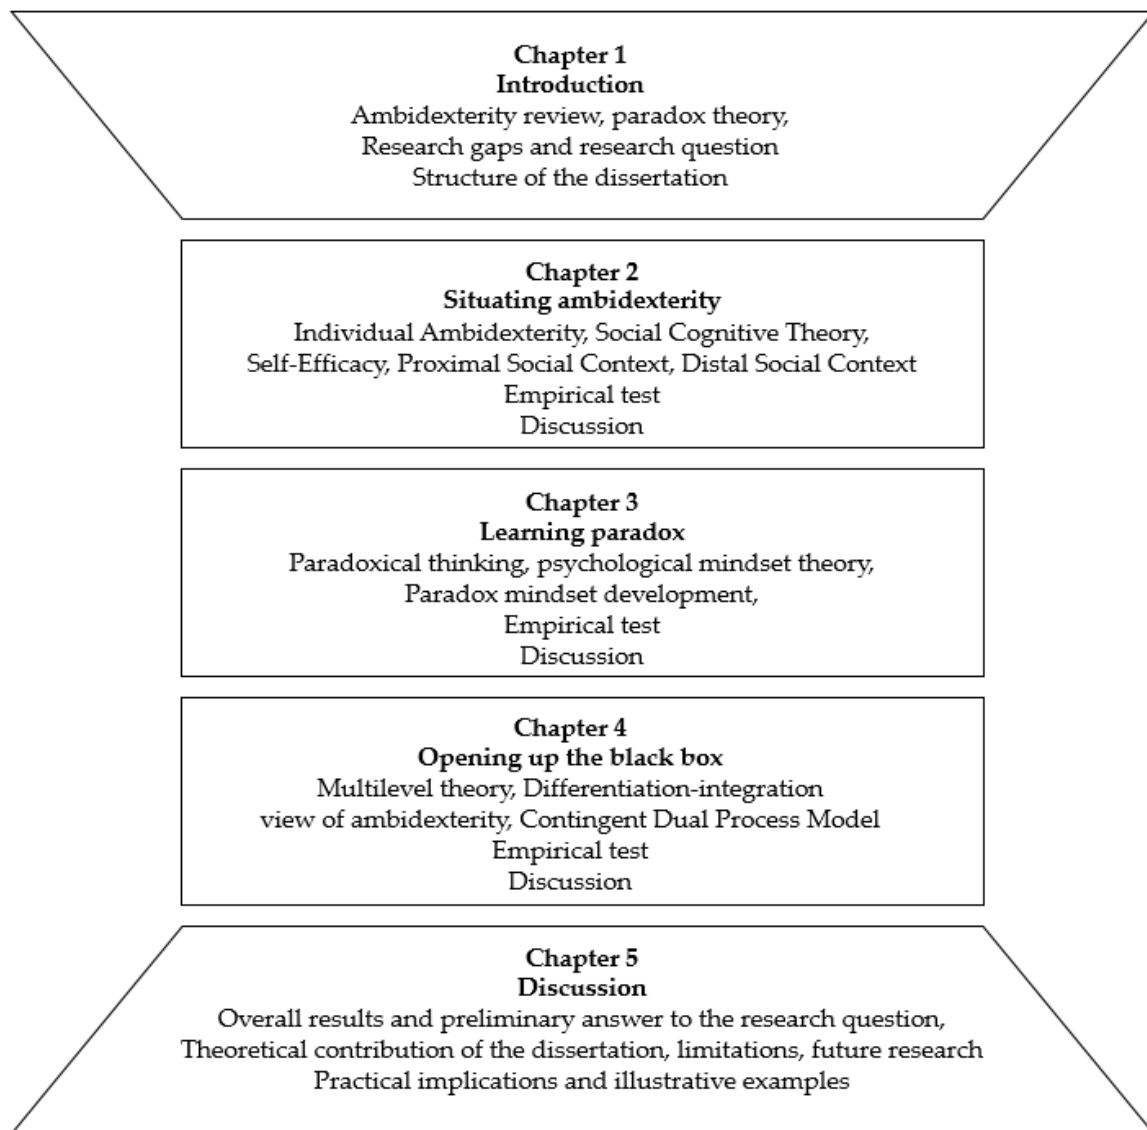 Chapter 1
Introduction
Ambidexterity review, paradox theory,
Research gaps and research question
Structure of the dissertation
Chapter 2
Situating ambidexterity
Individual Ambidexterity, Social Cognitive Theory,
Self-Efficacy, Proximal Social Context, Distal Social Context
Empirical test
Discussion
Chapter 3
Learning paradox
Paradoxical thinking, psychological mindset theory,
Paradox mindset development,
Empirical test
Discussion
Chapter 4
Opening up the black box
Multilevel theory, Differentiation-integration
view of ambidexterity, Contingent Dual Process Model
Empirical test
Discussion
Chapter 5
Discussion
Overall results and preliminary answer to the research question,
Theoretical contribution of the dissertation, limitations, future research
Practical implications and illustrative examples